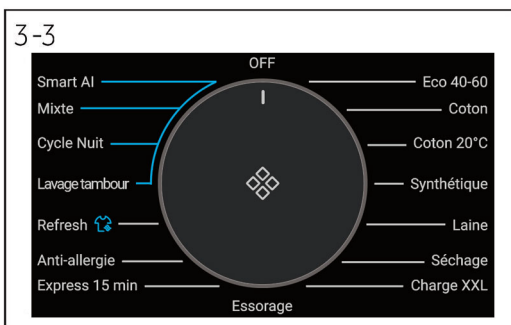 3-3
OFF
Smart AI
Mixte
Cycle Nuit
Lavage tambour
Refresh
Anti-allergie
Express 15 min
Essorage
Eco 40-60
Coton
Coton 20°C
Synthétique
Laine
Séchage
Charge XXL